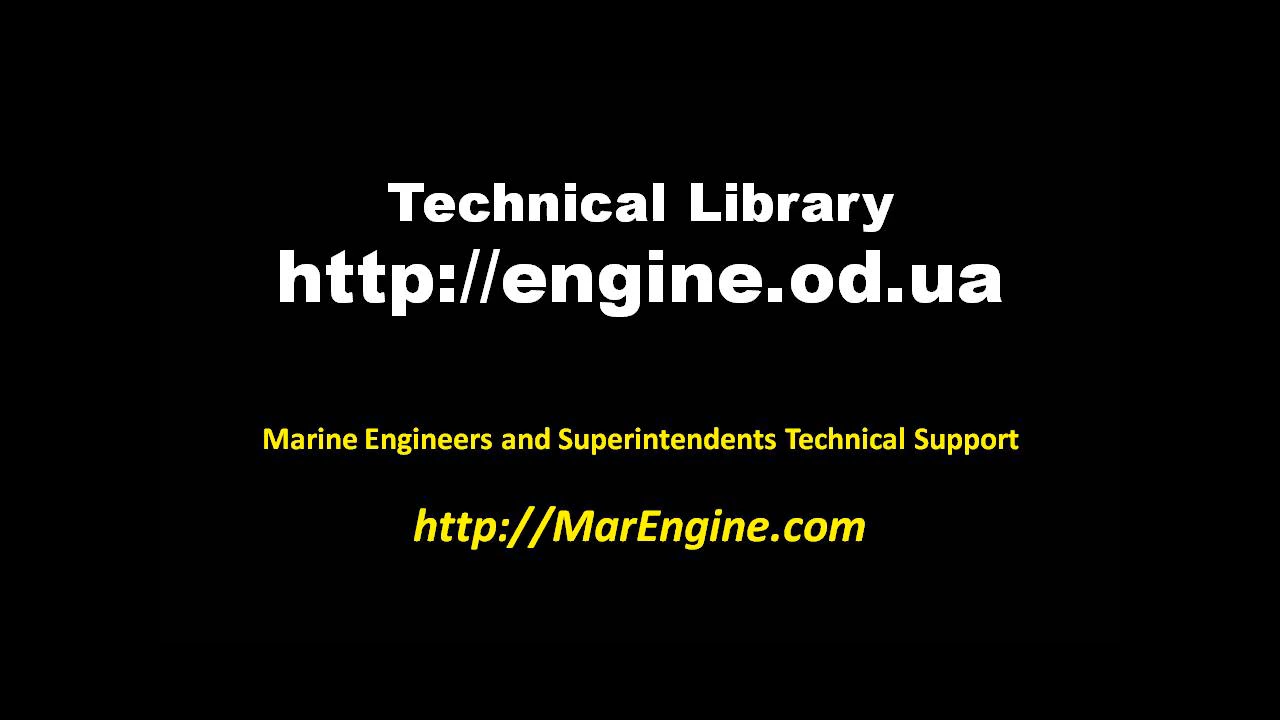 Technical Library
http://engine.od.ua
Marine Engineers and Superintendents Technical Support
http://MarEngine.com